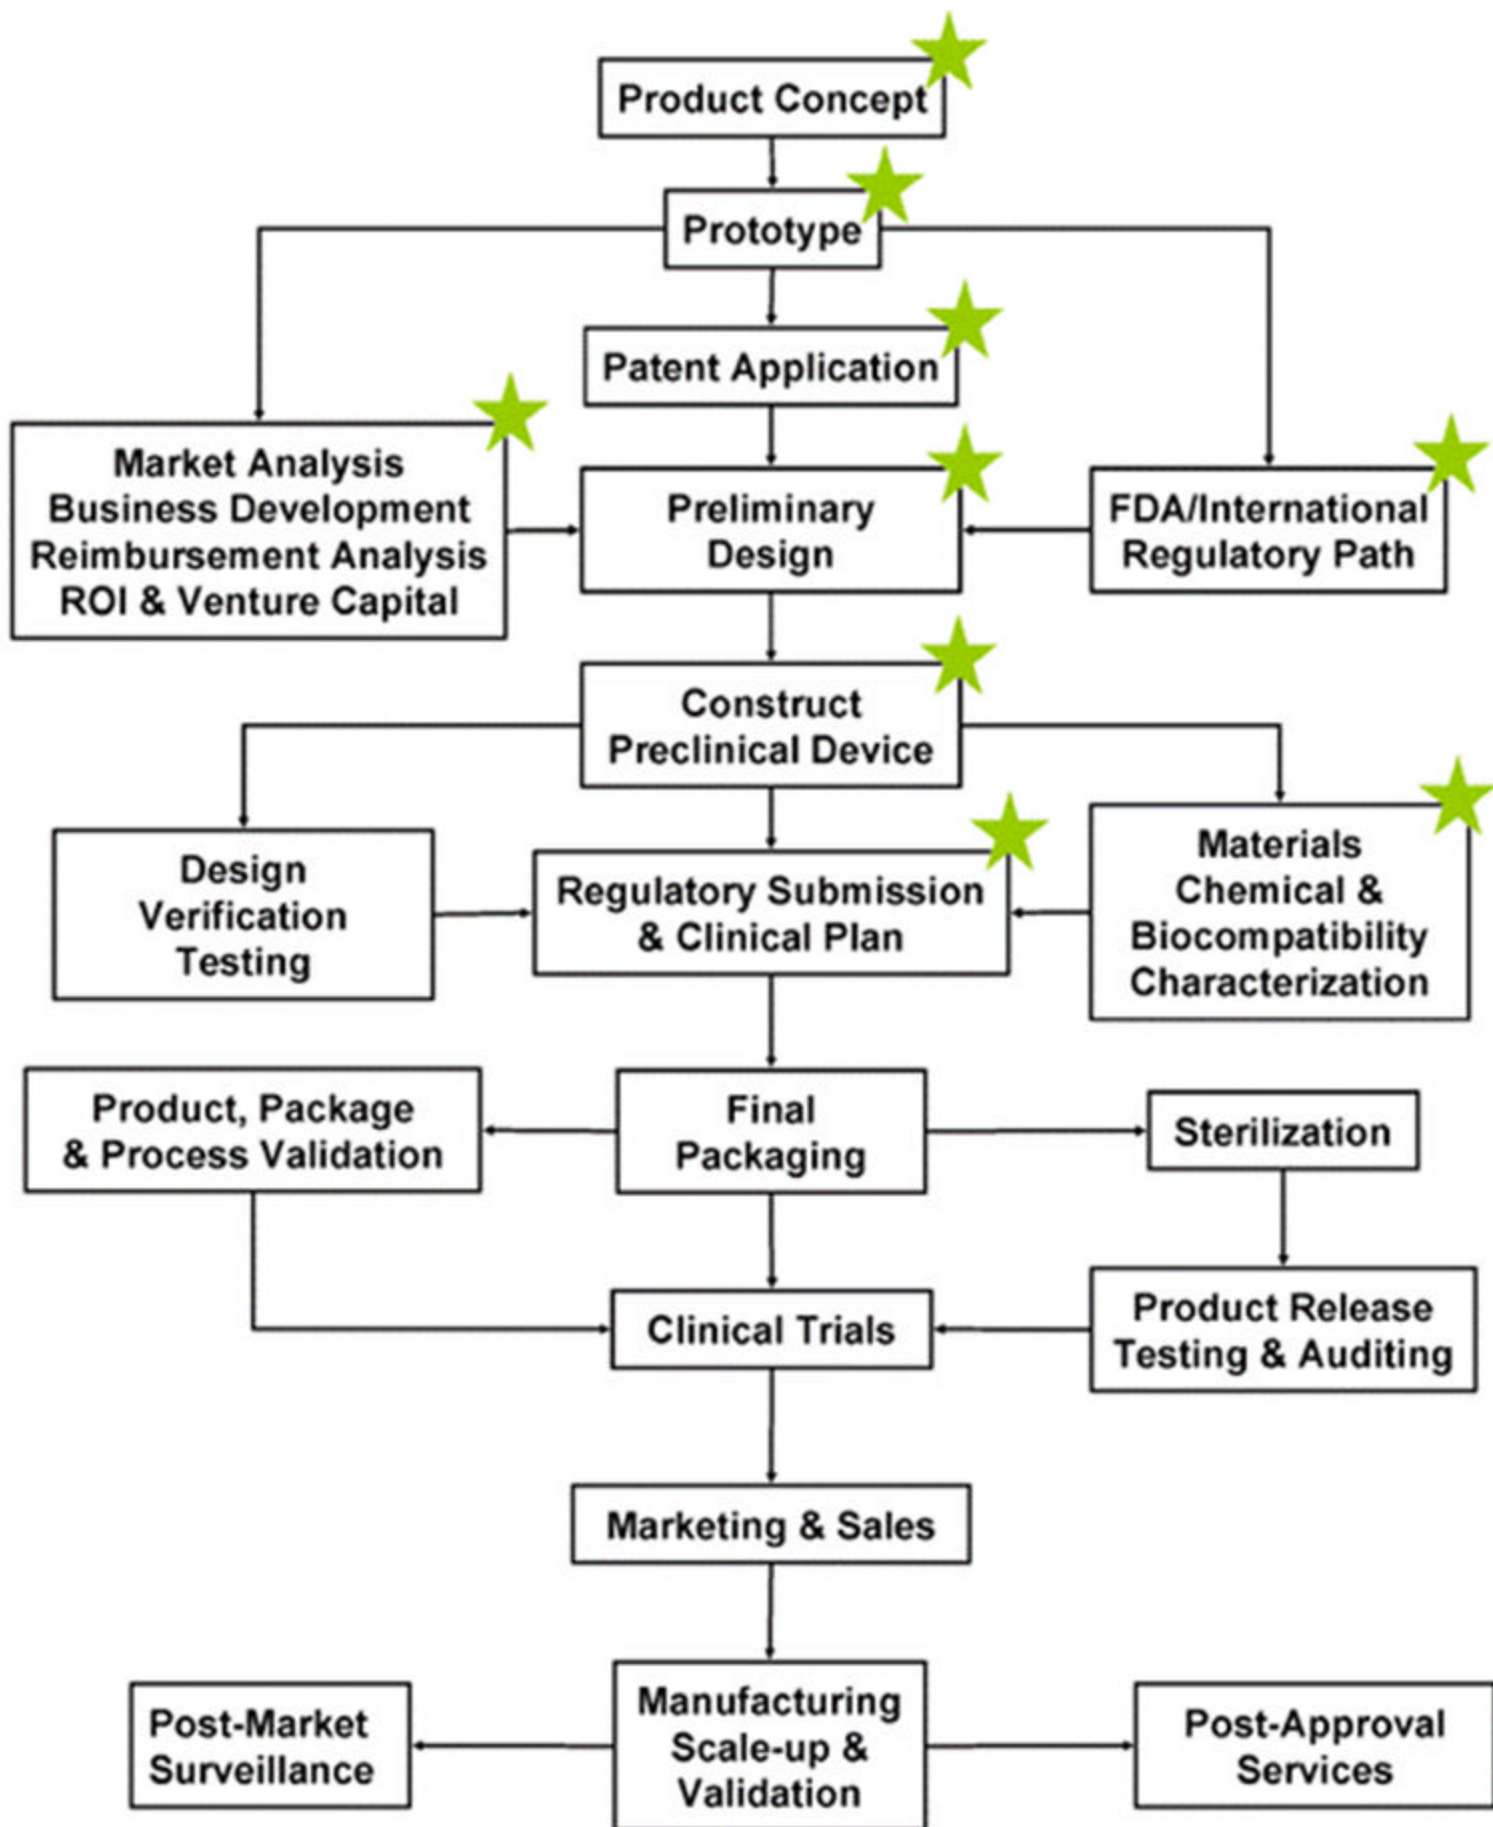 Product Concept
Prototype
Patent Application
Market Analysis
Business Development
Reimbursement Analysis
ROI & Venture Capital
Preliminary
Design
FDA/International
Regulatory Path
Construct
Preclinical Device
Design
Verification
Testing
Regulatory Submission
& Clinical Plan
Materials
Chemical &
Biocompatibility
Characterization
Product, Package
& Process Validation
Final
Packaging
Sterilization
Clinical Trials
Product Release
Testing & Auditing
Marketing & Sales
Post-Market
Surveillance
Manufacturing
Scale-up &
Validation
Post-Approval
Services